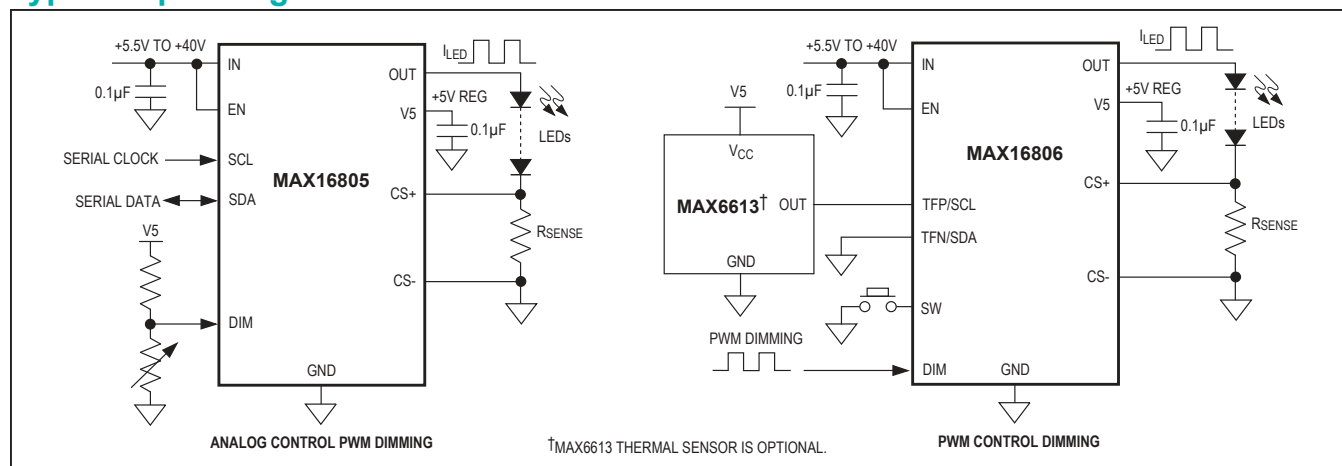 +5.5V TO +40V
0.1µF
IN
EN
SERIAL CLOCK
SCL
SERIAL DATA
SDA
V5
DIM
MAX16805
GND
OUT
V5
CS+
CS-
ILED
+5V REG
0.1µF
LEDs
RSENSE
ANALOG CONTROL PWM DIMMING
V5
VCC
MAX6613†
OUT
GND
+5.5V TO +40V
0.1µF
IN
EN
MAX16806
TFP/SCL
TFN/SDA
SW
PWM DIMMING
DIM
GND
OUT
V5
CS+
CS-
ILED
+5V REG
0.1µF
LEDs
RSENSE
†MAX6613 THERMAL SENSOR IS OPTIONAL.
PWM CONTROL DIMMING